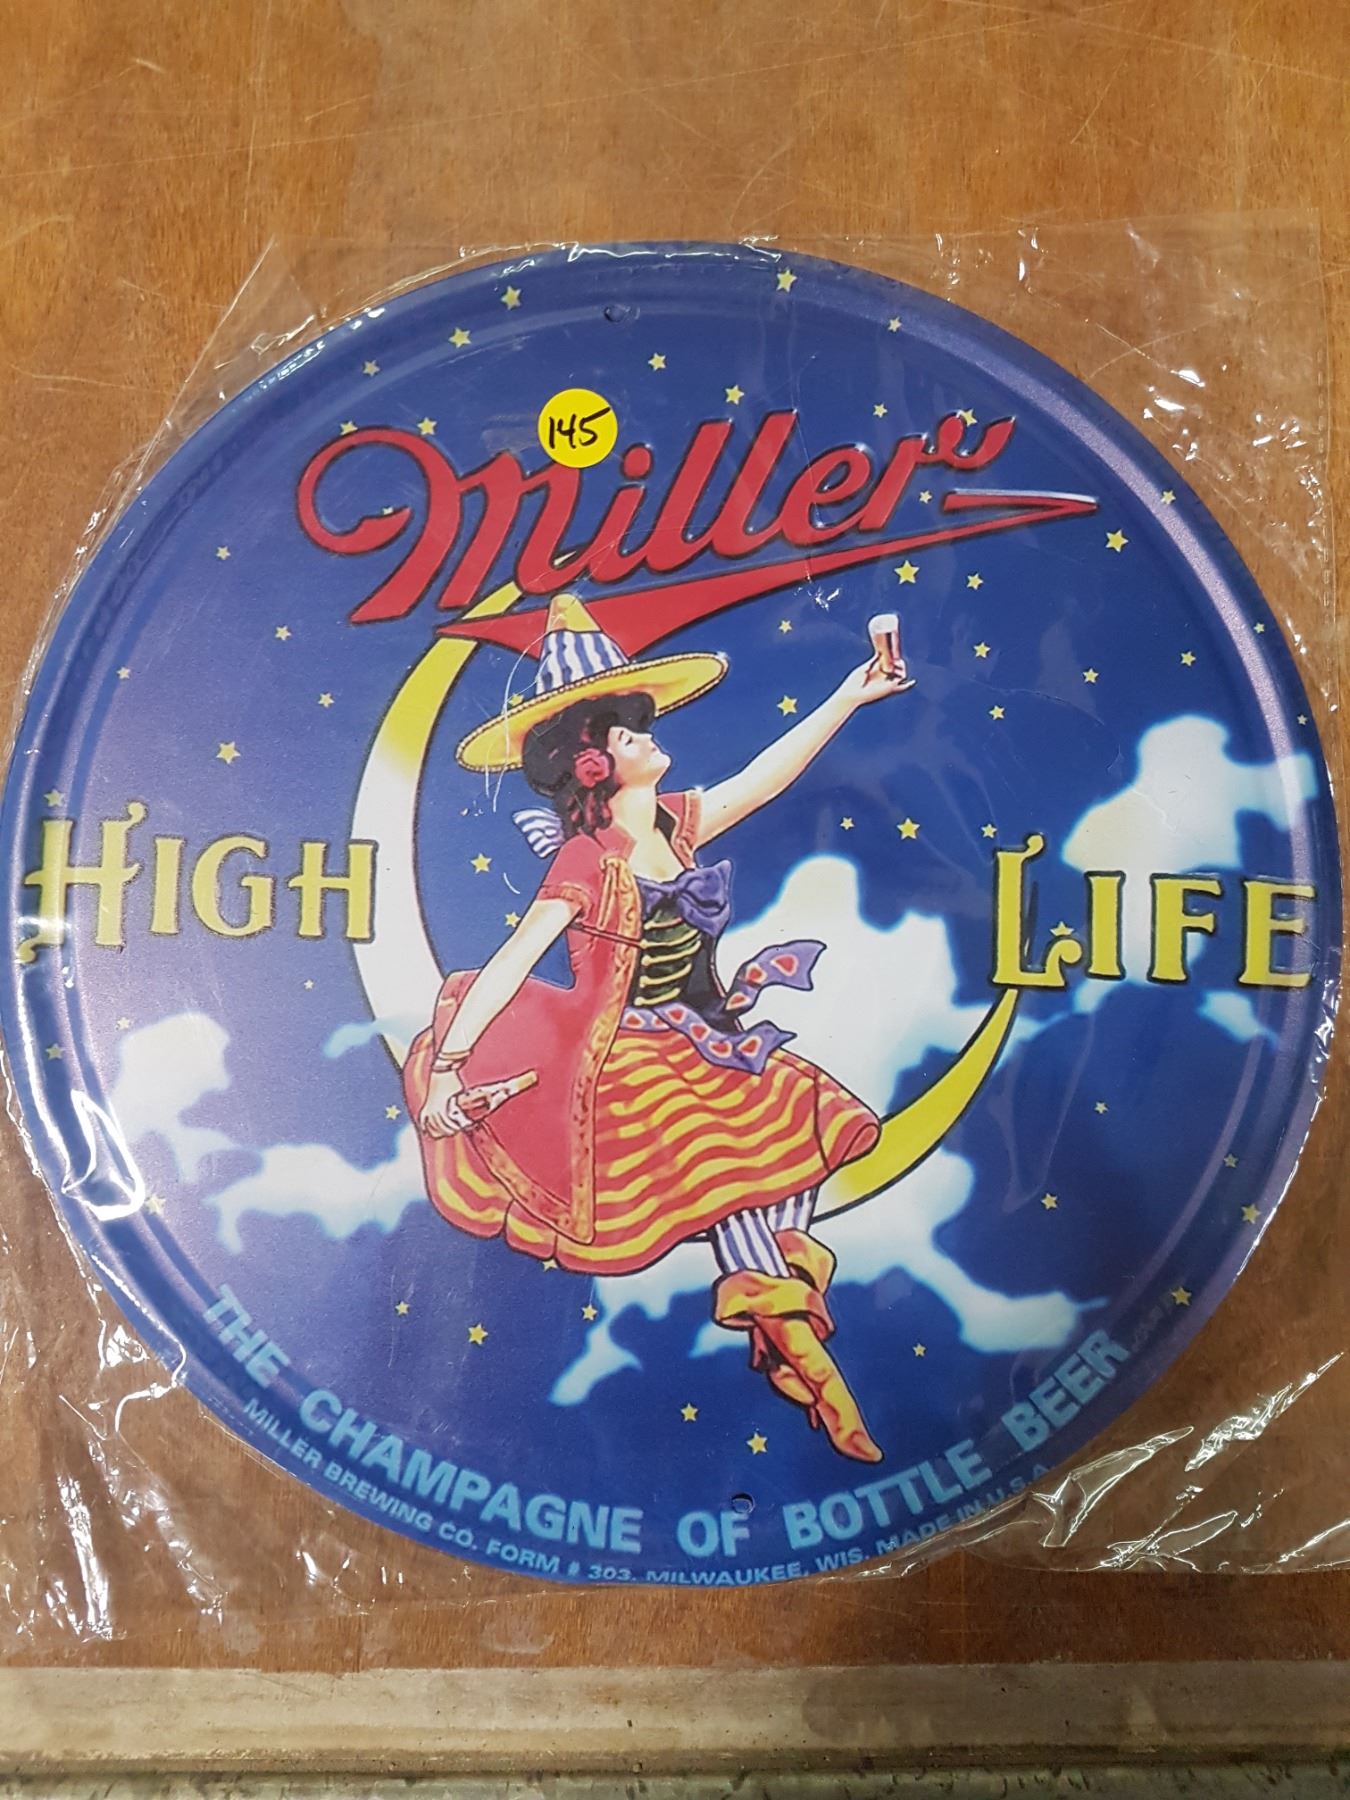 145
Miller
HIGH LIFE
THE CHAMPAGNE OF BOTTLE BEER
MILLER BREWING CO. FORM # 303. MILWAUKEE, WIS. MADE IN U.S.A.